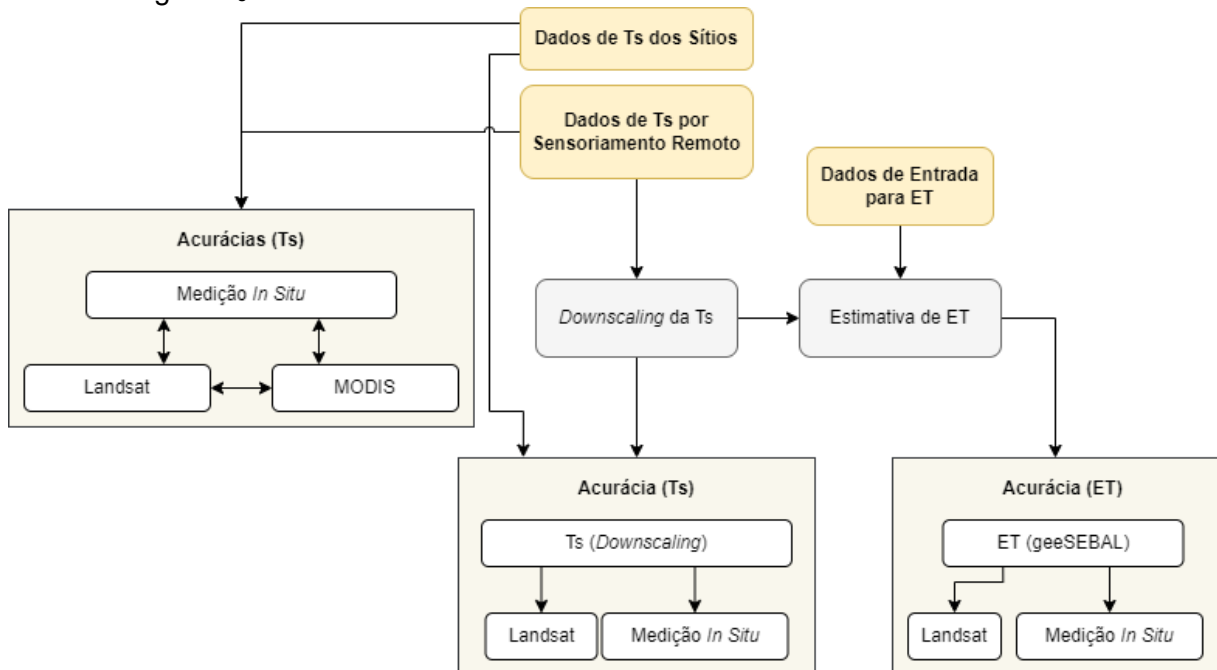 Dados de Ts dos Sítios
Dados de Ts por
Sensoriamento Remoto
Dados de Entrada
para ET
Acurácias (Ts)
Medição In Situ
Landsat
MODIS
Downscaling da Ts
Estimativa de ET
Acurácia (Ts)
Ts (Downscaling)
Landsat
Medição In Situ
Acurácia (ET)
ET (geeSEBAL)
Landsat
Medição In Situ